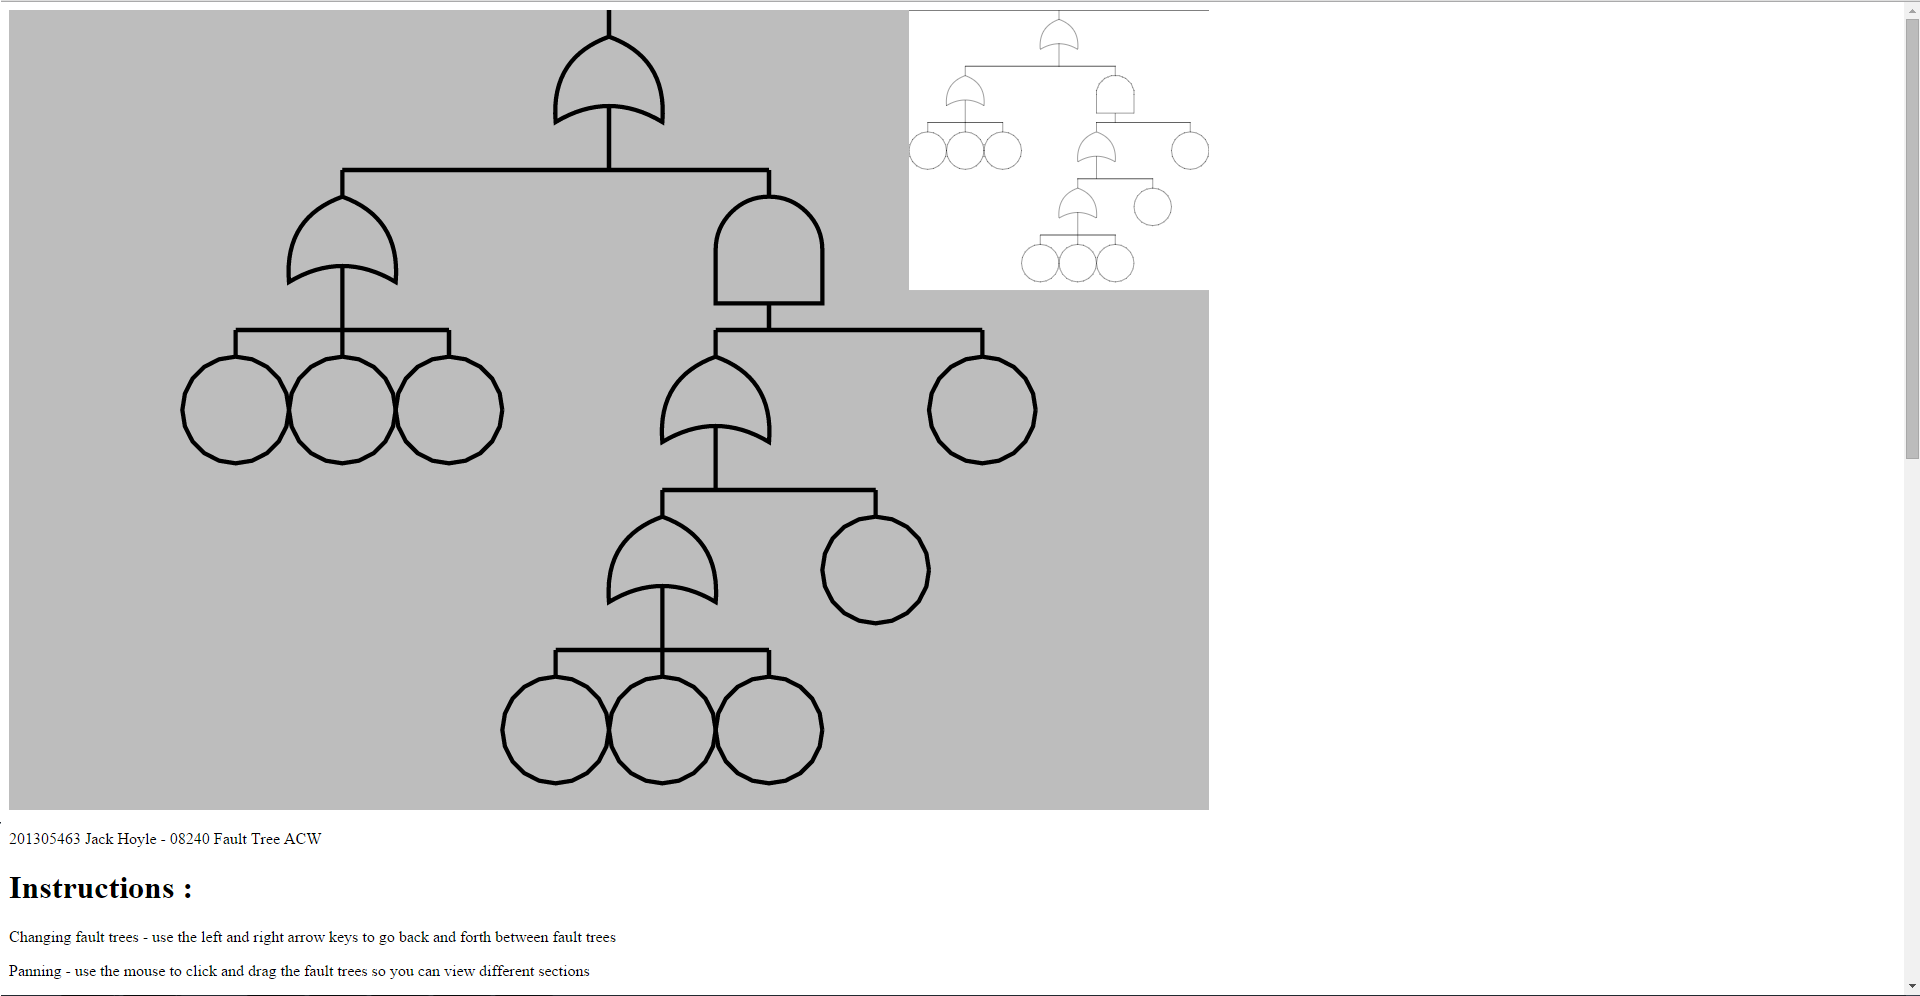 201305463 Jack Hoyle - 08240 Fault Tree ACW
Instructions :
Changing fault trees - use the left and right arrow keys to go back and forth between fault trees
Panning - use the mouse to click and drag the fault trees so you can view different sections